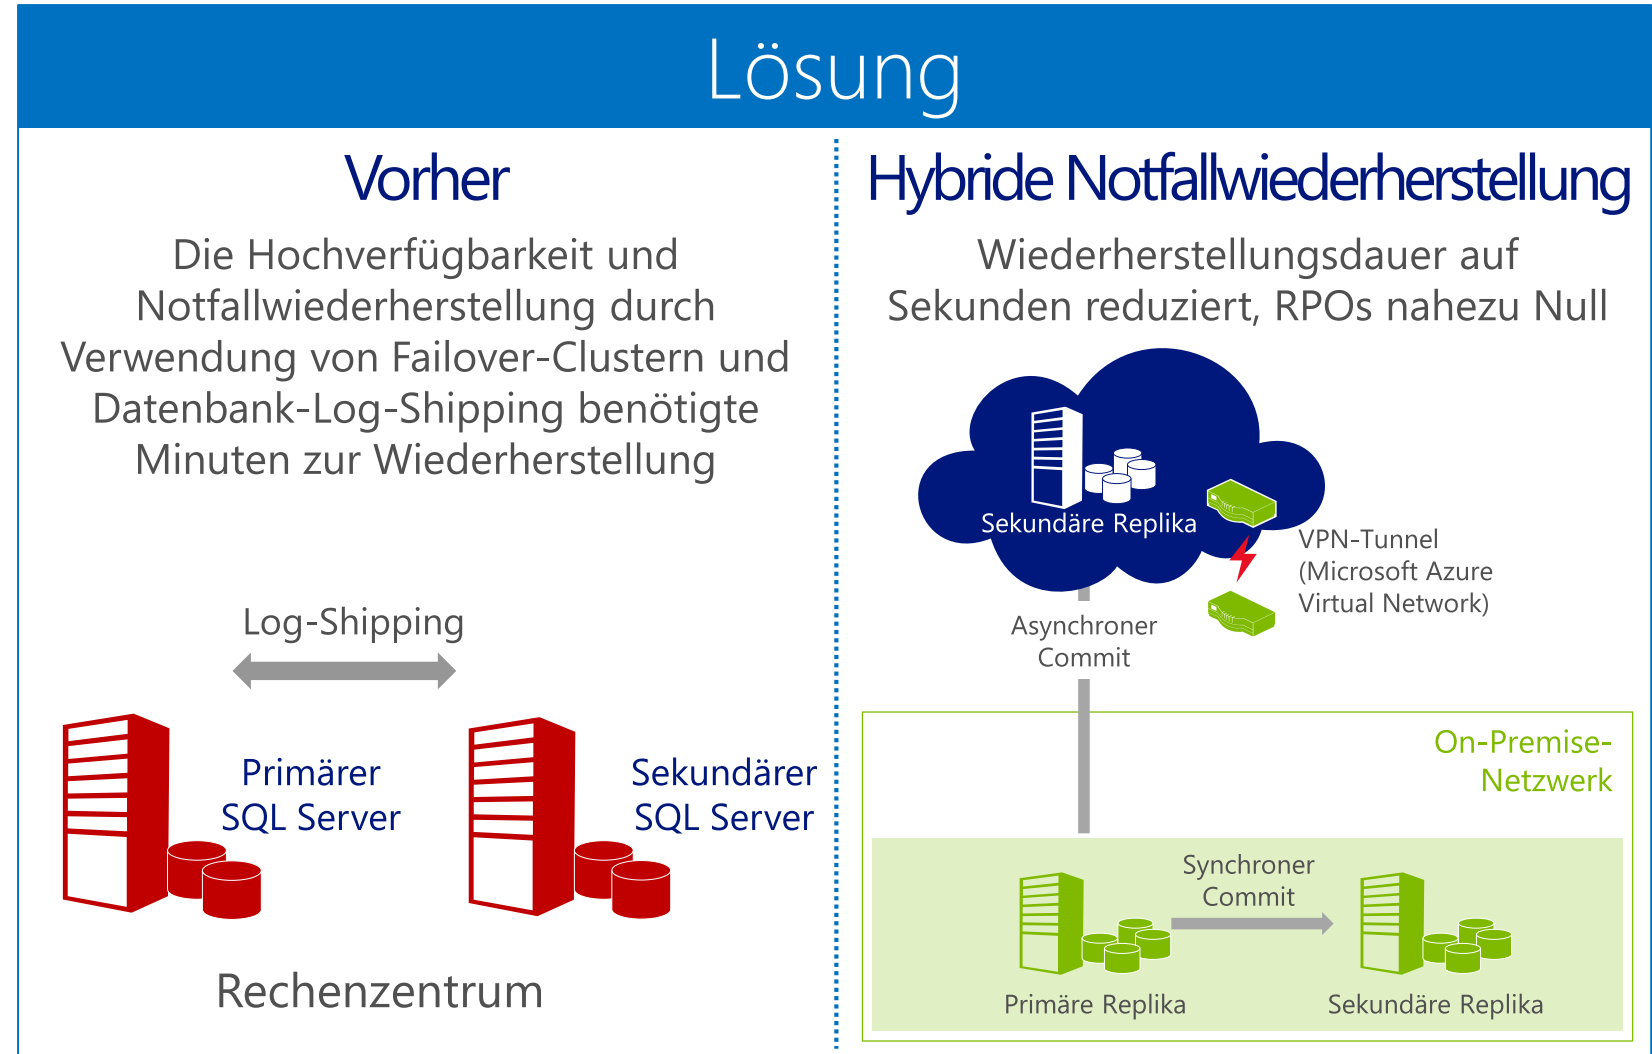 Lösung
Vorher
Die Hochverfügbarkeit und
Notfallwiederherstellung durch
Verwendung von Failover-Clustern und
Datenbank-Log-Shipping benötigte
Minuten zur Wiederherstellung
Log-Shipping
Primärer
SQL Server
Sekundärer
SQL Server
Rechenzentrum
Hybride Notfallwiederherstellung
Wiederherstellungsdauer auf
Sekunden reduziert, RPOs nahezu Null
Sekundäre Replika
VPN-Tunnel
(Microsoft Azure
Virtual Network)
Asynchroner
Commit
On-Premise-
Netzwerk
Synchroner
Commit
Primäre Replika
Sekundäre Replika